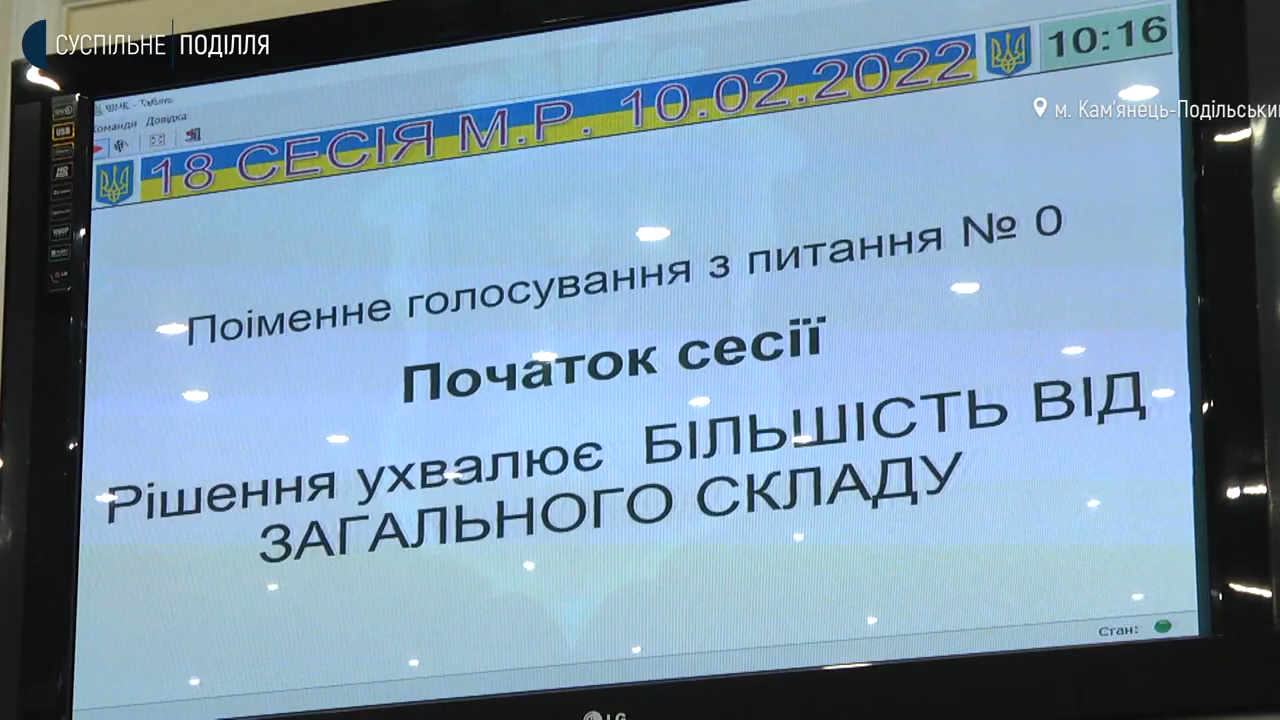 СУСПІЛЬНЕ ПОДІЛЛЯ
м. Кам'янець-Подільський
Команди Довідка
18 СЕСІЯ М.Р. 10.02.2022
10:16
Поіменне голосування з питання № 0
Початок сесії
Рішення ухвалює БІЛЬШІСТЬ ВІД
ЗАГАЛЬНОГО СКЛАДУ
Стан:
USB
HD
LG